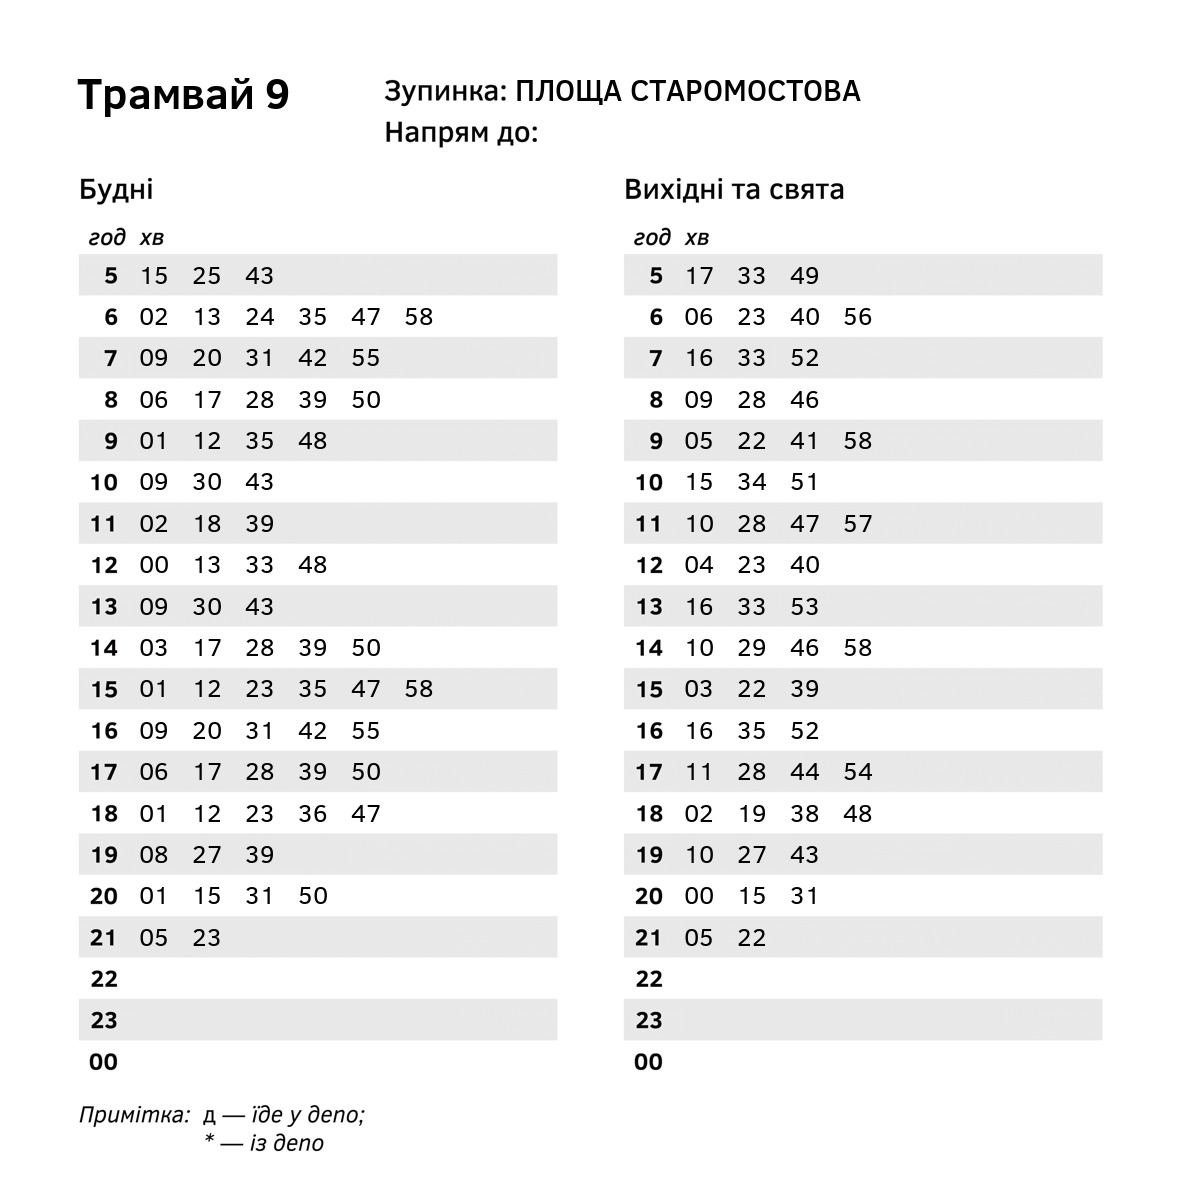 Трамвай 9
Зупинка: ПЛОЩА СТАРОМОСТОВА
Напрям до:
Будні
год хв
5 15 25 43
6 02 13 24 35 47 58
7 09 20 31 42 55
8 06 17 28 39 50
9 01 12 35 48
10 09 30 43
11 02 18 39
12 00 13 33 48
13 09 30 43
14 03 17 28 39 50
15 01 12 23 35 47 58
16 09 20 31 42 55
17 06 17 28 39 50
18 01 12 23 36 47
19 08 27 39
20 01 15 31 50
21 05 23
22
23
00
Вихідні та свята
год хв
5 17 33 49
6 06 23 40 56
7 16 33 52
8 09 28 46
9 05 22 41 58
10 15 34 51
11 10 28 47 57
12 04 23 40
13 16 33 53
14 10 29 46 58
15 03 22 39
16 16 35 52
17 11 28 44 54
18 02 19 38 48
19 10 27 43
20 00 15 31
21 05 22
22
23
00
Примітка: д — їде у депо;
* — із депо